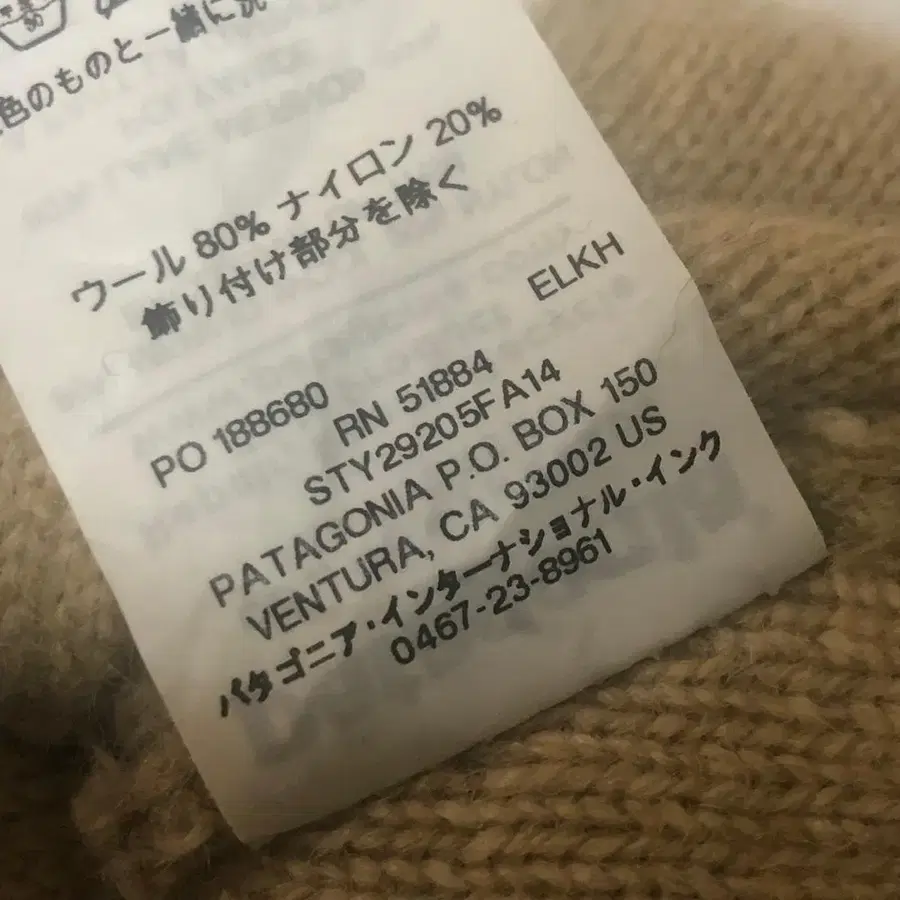 色のものと一緒に洗
ウール 80% ナイロン 20%
飾り付け部分を除く
ELKH
PO 188680
RN 51884
STY29205FA14
PATAGONIA P.O. BOX 150
VENTURA, CA 93002 US
パタゴニア・インターナショナル・インク
0467-23-8961